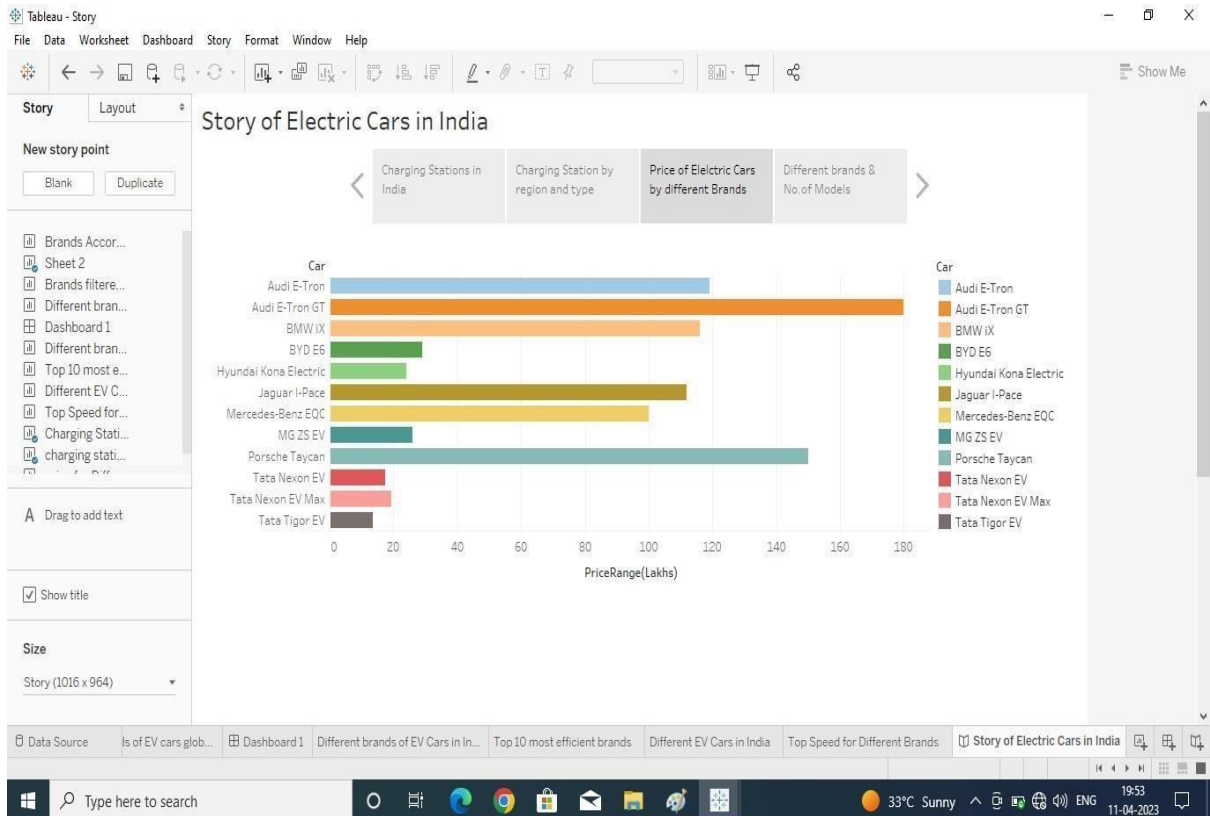 Tableau - Story
File Data Worksheet Dashboard Story Format Window Help
Show Me
Story Layout
New story point
Blank Duplicate
Brands Accor...
Sheet 2
Brands filtere...
Different bran...
Dashboard 1
Different bran...
Top 10 most e...
Different EV C...
Top Speed for...
Charging Stati...
charging stati...
A Drag to add text
Show title
Size
Story (1016 x 964)
Story of Electric Cars in India
Charging Stations in
India
Charging Station by
region and type
Price of Elelctric Cars
by different Brands
Different brands &
No.of Models
Car
Audi E-Tron
Audi E-Tron GT
BMW iX
BYD E6
Hyundai Kona Electric
Jaguar I-Pace
Mercedes-Benz EQC
MG ZS EV
Porsche Taycan
Tata Nexon EV
Tata Nexon EV Max
Tata Tigor EV
0 20 40 60 80 100 120 140 160 180
PriceRange(Lakhs)
Car
Audi E-Tron
Audi E-Tron GT
BMW iX
BYD E6
Hyundai Kona Electric
Jaguar I-Pace
Mercedes-Benz EQC
MG ZS EV
Porsche Taycan
Tata Nexon EV
Tata Nexon EV Max
Tata Tigor EV
Data Source ls of EV cars glob... Dashboard 1 Different brands of EV Cars in In... Top 10 most efficient brands Different EV Cars in India Top Speed for Different Brands Story of Electric Cars in India
Type here to search
33°C Sunny ENG 19:53
11-04-2023